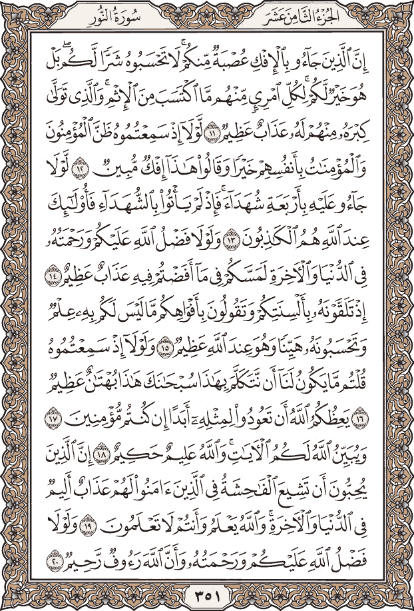 الجزء الثامن عشر سورة النور
إِنَّ ٱلَّذِينَ جَآءُو بِٱلْإِفْكِ عُصْبَةٌ مِّنكُمْ ۚ لَا تَحْسَبُوهُ شَرًّا لَّكُم ۖ بَلْ
هُوَ خَيْرٌ لَّكُمْ ۚ لِكُلِّ ٱمْرِئٍ مِّنْهُم مَّا ٱكْتَسَبَ مِنَ ٱلْإِثْمِ ۚ وَٱلَّذِى تَوَلَّىٰ
كِبْرَهُۥ مِنْهُمْ لَهُۥ عَذَابٌ عَظِيمٌ ١١ لَّوْلَآ إِذْ سَمِعْتُمُوهُ ظَنَّ ٱلْمُؤْمِنُونَ
وَٱلْمُؤْمِنَٰتُ بِأَنفُسِهِمْ خَيْرًا وَقَالُوا۟ هَٰذَآ إِفْكٌ مُّبِينٌ ١٢ لَّوْلَا
جَآءُو عَلَيْهِ بِأَرْبَعَةِ شُهَدَآءَ ۚ فَإِذْ لَمْ يَأْتُوا۟ بِٱلشُّهَدَآءِ فَأُو۟لَٰٓئِكَ
عِندَ ٱللَّهِ هُمُ ٱلْكَٰذِبُونَ ١٣ وَلَوْلَا فَضْلُ ٱللَّهِ عَلَيْكُمْ وَرَحْمَتُهُۥ
فِى ٱلدُّنْيَا وَٱلْءَاخِرَةِ لَمَسَّكُمْ فِى مَآ أَفَضْتُمْ فِيهِ عَذَابٌ عَظِيمٌ ١٤
إِذْ تَلَقَّوْنَهُۥ بِأَلْسِنَتِكُمْ وَتَقُولُونَ بِأَفْوَاهِكُم مَّا لَيْسَ لَكُم بِهِۦ عِلْمٌ
وَتَحْسَبُونَهُۥ هَيِّنًا وَهُوَ عِندَ ٱللَّهِ عَظِيمٌ ١٥ وَلَوْلَآ إِذْ سَمِعْتُمُوهُ
قُلْتُم مَّا يَكُونُ لَنَآ أَن نَّتَكَلَّمَ بِهَٰذَا سُبْحَٰنَكَ هَٰذَا بُهْتَٰنٌ عَظِيمٌ
١٦ يَعِظُكُمُ ٱللَّهُ أَن تَعُودُوا۟ لِمِثْلِهِۦٓ أَبَدًا إِن كُنتُم مُّؤْمِنِينَ ١٧
وَيُبَيِّنُ ٱللَّهُ لَكُمُ ٱلْءَايَٰتِ ۚ وَٱللَّهُ عَلِيمٌ حَكِيمٌ ١٨ إِنَّ ٱلَّذِينَ
يُحِبُّونَ أَن تَشِيعَ ٱلْفَٰحِشَةُ فِى ٱلَّذِينَ ءَامَنُوا۟ لَهُمْ عَذَابٌ أَلِيمٌ
فِى ٱلدُّنْيَا وَٱلْءَاخِرَةِ ۚ وَٱللَّهُ يَعْلَمُ وَأَنتُمْ لَا تَعْلَمُونَ ١٩ وَلَوْلَا
فَضْلُ ٱللَّهِ عَلَيْكُمْ وَرَحْمَتُهُۥ وَأَنَّ ٱللَّهَ رَءُوفٌ رَّحِيمٌ ٢٠
٣٥١